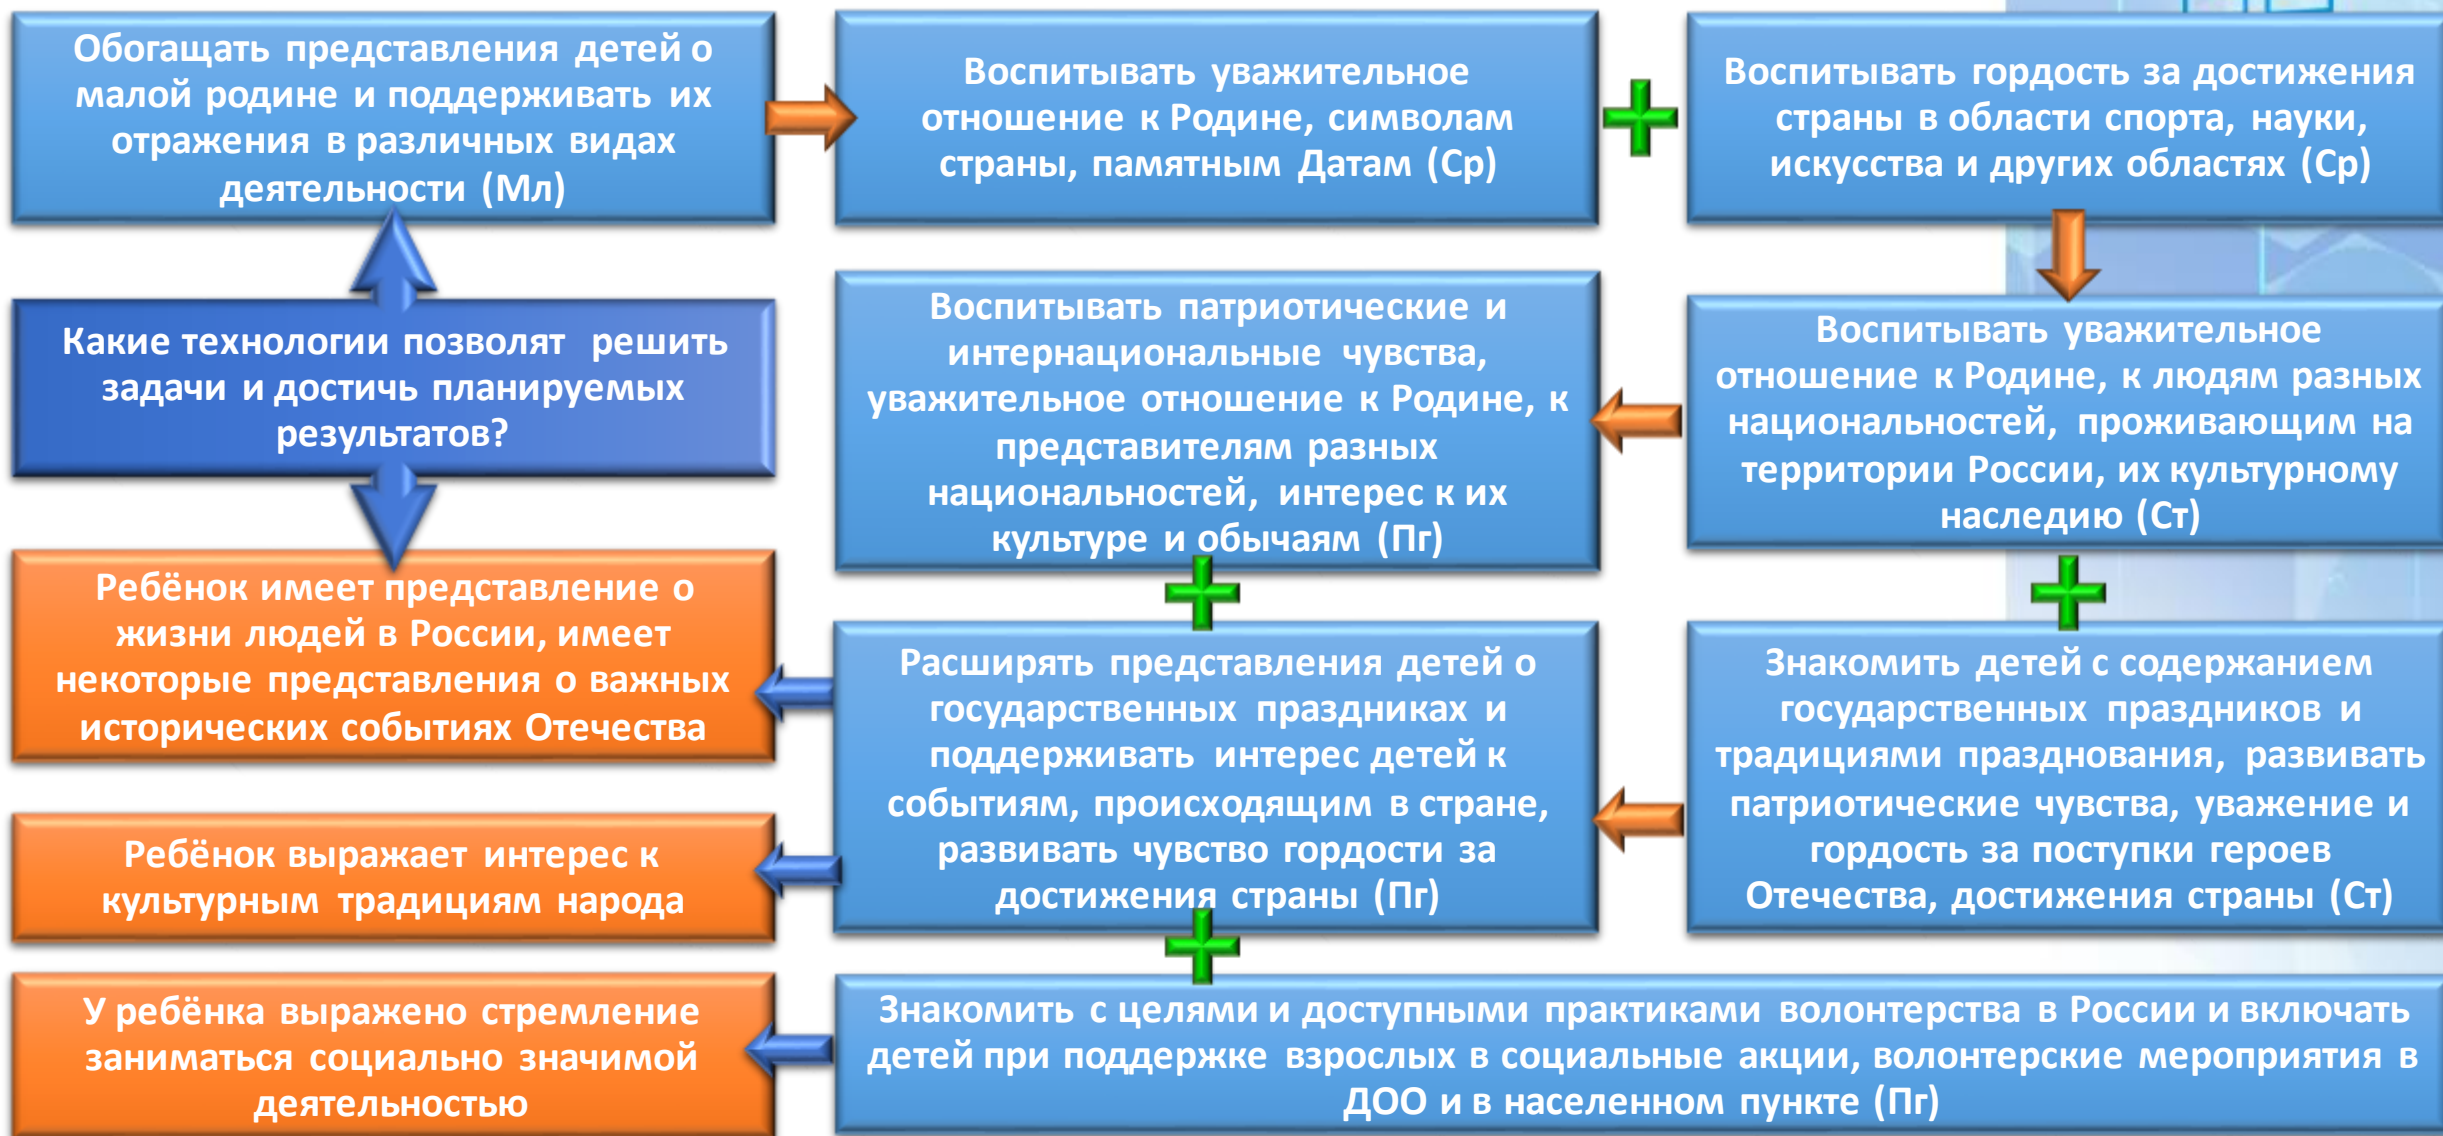 Обогащать представления детей о
малой родине и поддерживать их
отражения в различных видах
деятельности (Мл)
Воспитывать уважительное
отношение к Родине, символам
страны, памятным Датам (Ср)
Воспитывать гордость за достижения
страны в области спорта, науки,
искусства и других областях (Ср)
Какие технологии позволят решить
задачи и достичь планируемых
результатов?
Воспитывать патриотические и
интернациональные чувства,
уважительное отношение к Родине, к
представителям разных
национальностей, интерес к их
культуре и обычаям (Пг)
Воспитывать уважительное
отношение к Родине, к людям разных
национальностей, проживающим на
территории России, их культурному
наследию (Ст)
Ребёнок имеет представление о
жизни людей в России, имеет
некоторые представления о важных
исторических событиях Отечества
Расширять представления детей о
государственных праздниках и
поддерживать интерес детей к
событиям, происходящим в стране,
развивать чувство гордости за
достижения страны (Пг)
Знакомить детей с содержанием
государственных праздников и
традициями празднования, развивать
патриотические чувства, уважение и
гордость за поступки героев
Отечества, достижения страны (Ст)
Ребёнок выражает интерес к
культурным традициям народа
У ребёнка выражено стремление
заниматься социально значимой
деятельностью
Знакомить с целями и доступными практиками волонтерства в России и включать
детей при поддержке взрослых в социальные акции, волонтерские мероприятия в
ДОО и в населенном пункте (Пг)